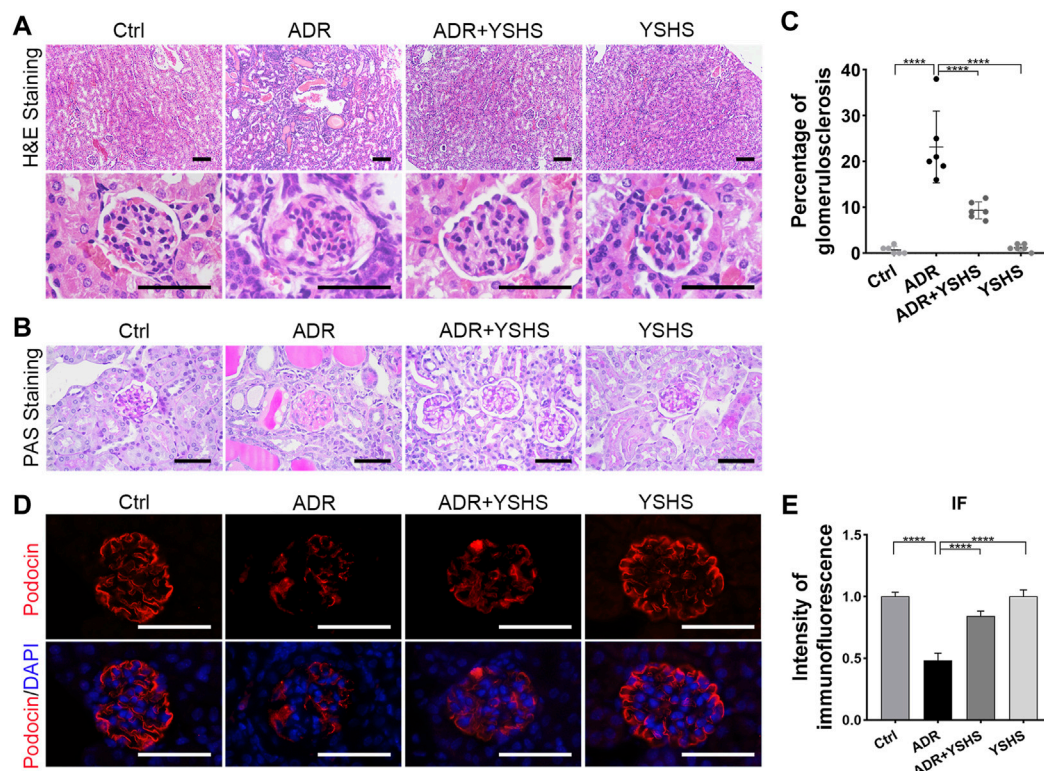 A
Ctrl ADR ADR+YSHS YSHS
H&E Staining
B
Ctrl ADR ADR+YSHS YSHS
PAS Staining
C
**** **** ****
Percentage of
glomerulosclerosis
40
30
20
10
0
Ctrl ADR ADR+YSHS YSHS
D
Ctrl ADR ADR+YSHS YSHS
Podocin
Podocin/DAPI
E
IF
**** **** ****
Intensity of
immunofluorescence
1.5
1.0
0.5
0.0
Ctrl ADR ADR+YSHS YSHS